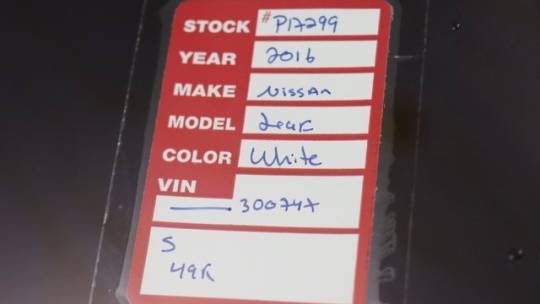 STOCK #P17299
YEAR 2016
MAKE Nissan
MODEL Leaf
COLOR White
VIN
300747
S
49K